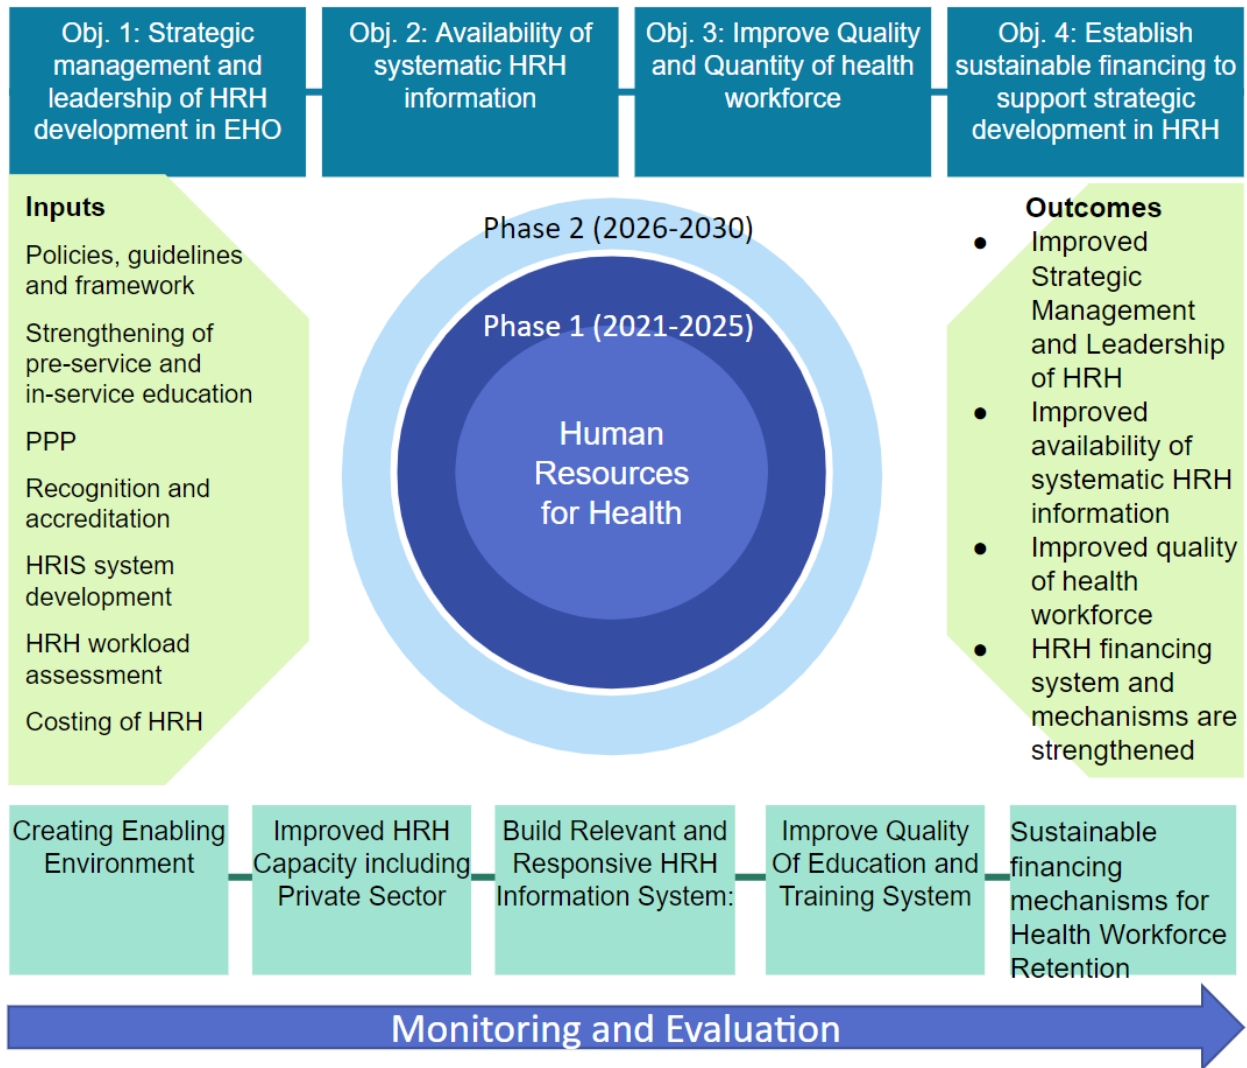 Obj. 1: Strategic
management and
leadership of HRH
development in EHO
Obj. 2: Availability of
systematic HRH
information
Obj. 3: Improve Quality
and Quantity of health
workforce
Obj. 4: Establish
sustainable financing to
support strategic
development in HRH
Inputs
Policies, guidelines
and framework
Strengthening of
pre-service and
in-service education
PPP
Recognition and
accreditation
HRIS system
development
HRH workload
assessment
Costing of HRH
Phase 2 (2026-2030)
Phase 1 (2021-2025)
Human
Resources
for Health
Outcomes
● Improved
Strategic
Management
and Leadership
of HRH
● Improved
availability of
systematic HRH
information
● Improved quality
of health
workforce
● HRH financing
system and
mechanisms are
strengthened
Creating Enabling
Environment
Improved HRH
Capacity including
Private Sector
Build Relevant and
Responsive HRH
Information System:
Improve Quality
Of Education and
Training System
Sustainable
financing
mechanisms for
Health Workforce
Retention
Monitoring and Evaluation